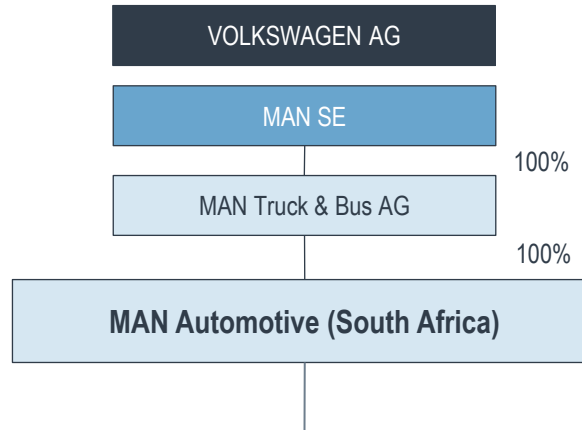 VOLKSWAGEN AG
MAN SE
100%
MAN Truck & Bus AG
100%
MAN Automotive (South Africa)